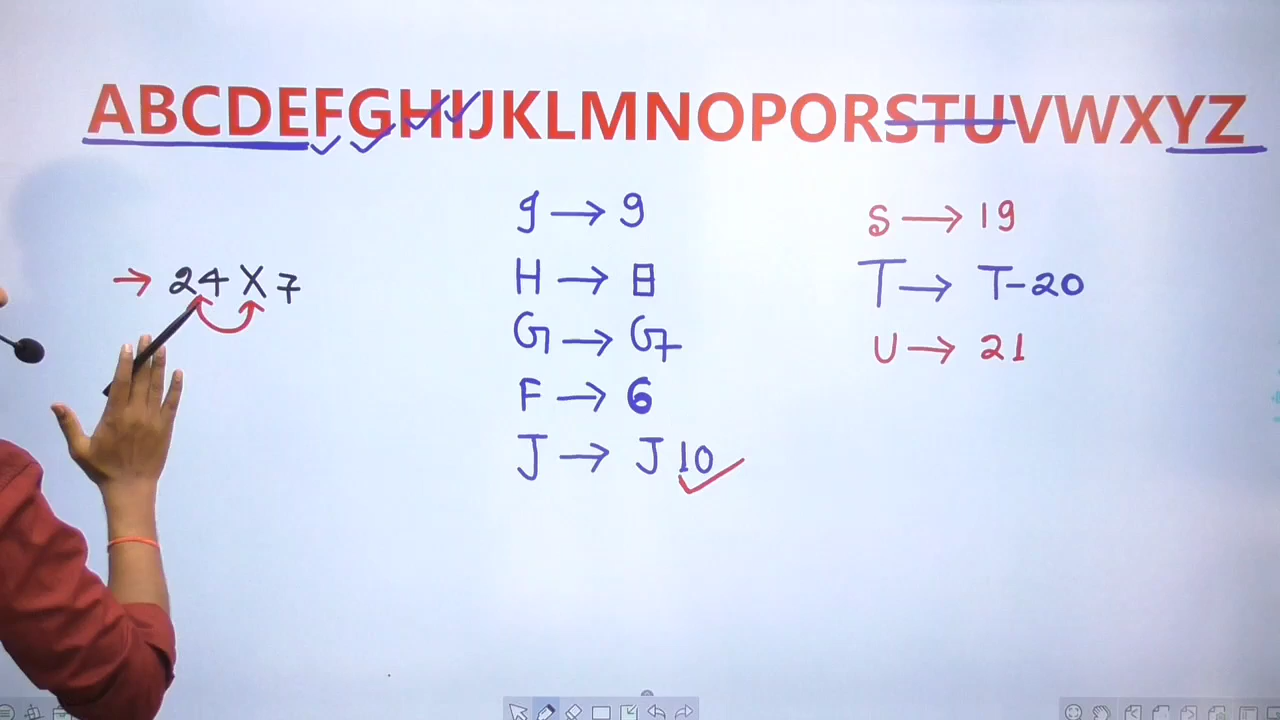 ABCDEFGHIJKLMNOPORSTUVWXYZ
→ 24 X 7
g → 9
H → 8
G → G7
F → 6
J → J 10
S → 19
T → T-20
U → 21